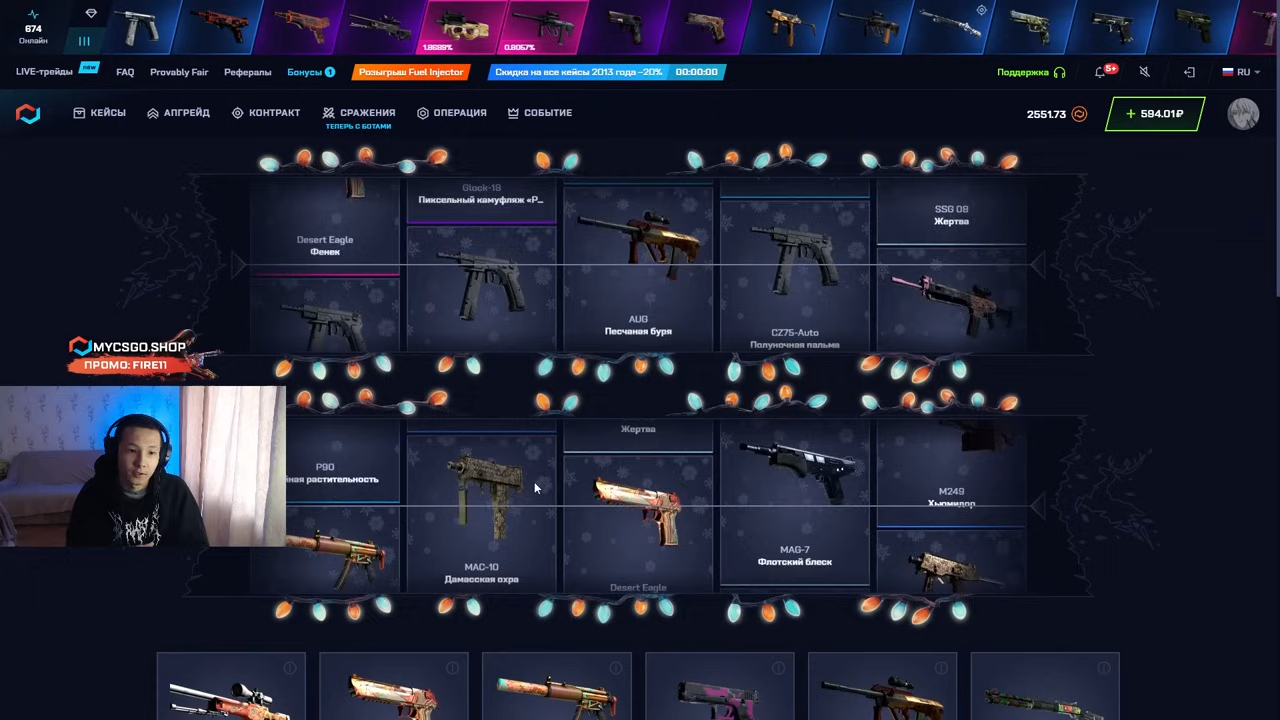 674
Онлайн
1.8689%
0.8057%
LIVE-трейды
new
FAQ
Provably Fair
Рефералы
Бонусы 1
Розыгрыш Fuel Injector
Скидка на все кейсы 2013 года –20%
00:00:00
Поддержка
5+
RU
КЕЙСЫ
АПГРЕЙД
КОНТРАКТ
СРАЖЕНИЯ
ТЕПЕРЬ С БОТАМИ
ОПЕРАЦИЯ
СОБЫТИЕ
2551.73
+ 594.01₽
Desert Eagle
Фенек
Glock-18
Пиксельный камуфляж «Р...
AUG
Песчаная буря
CZ75-Auto
Полуночная пальма
SSG 08
Жертва
MYCSGO.SHOP
ПРОМО: FIRE11
P90
йная растительность
MAC-10
Дамасская охра
Жертва
Desert Eagle
MAG-7
Флотский блеск
M249
Хьюмидор